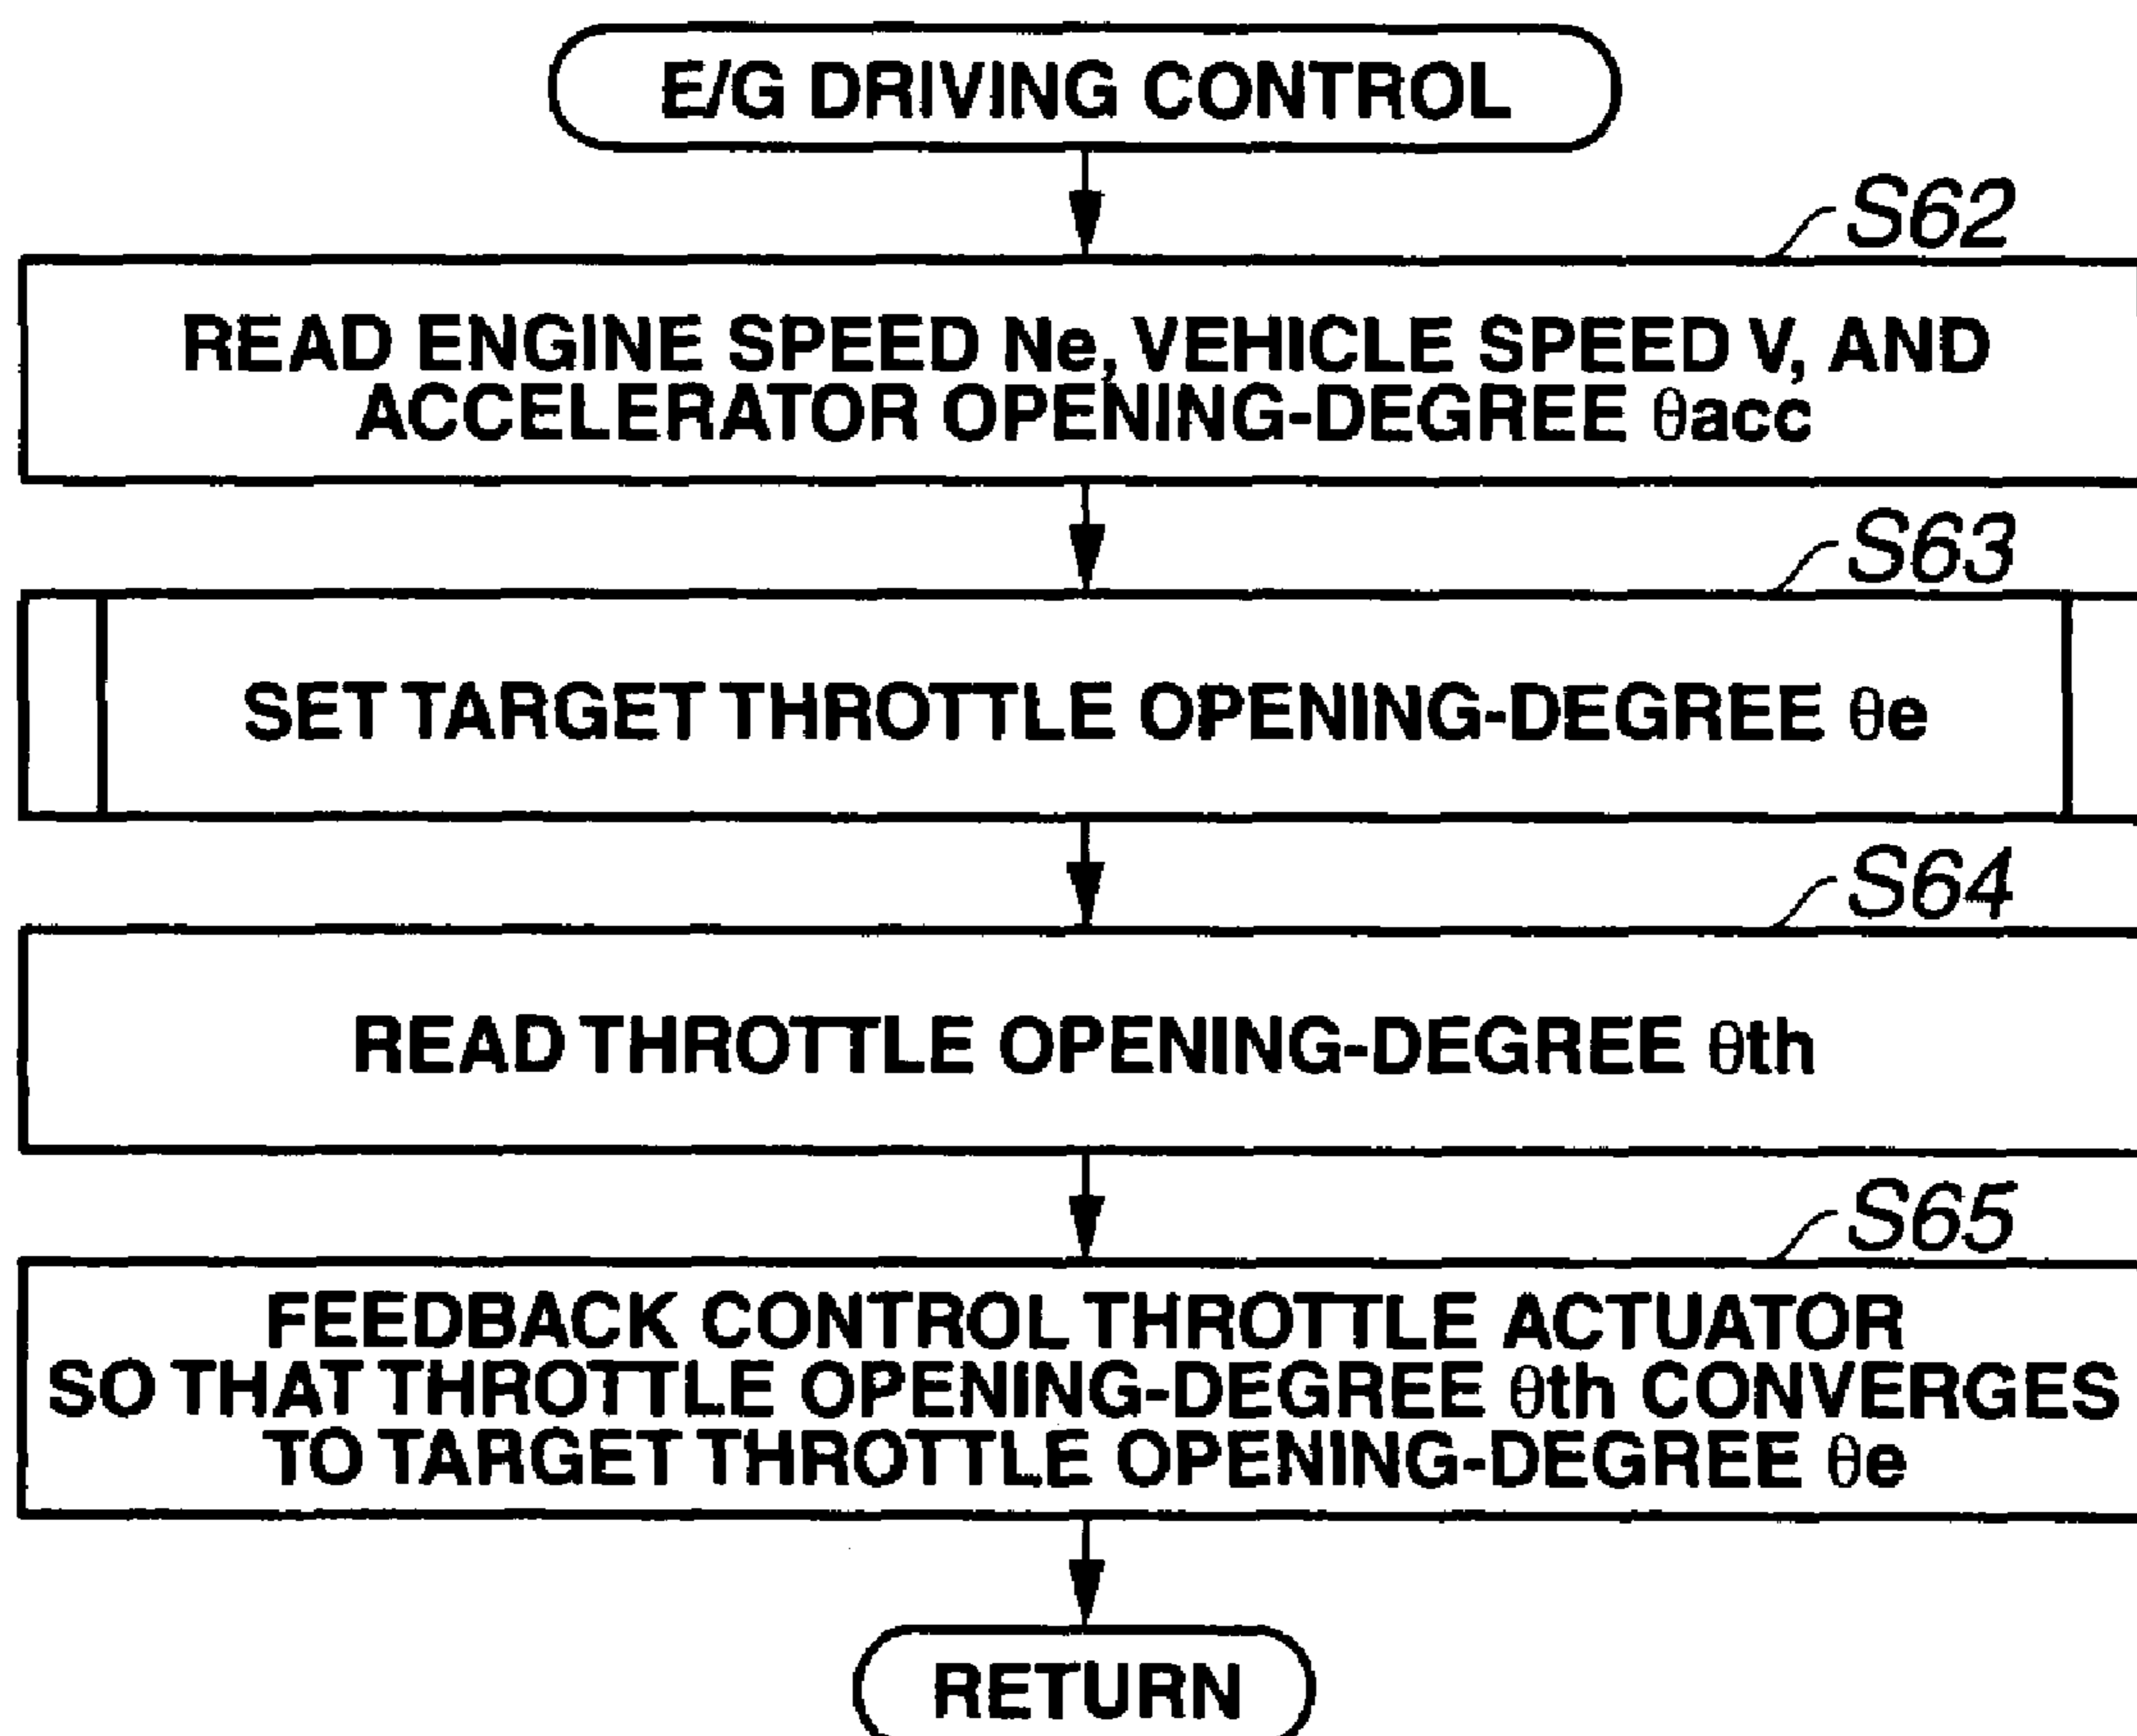 E/G DRIVING CONTROL
S62
READ ENGINE SPEED Ne, VEHICLE SPEED V, AND
ACCELERATOR OPENING-DEGREE θacc
S63
SET TARGET THROTTLE OPENING-DEGREE θe
S64
READ THROTTLE OPENING-DEGREE θth
S65
FEEDBACK CONTROL THROTTLE ACTUATOR
SO THAT THROTTLE OPENING-DEGREE θth CONVERGES
TO TARGET THROTTLE OPENING-DEGREE θe
RETURN